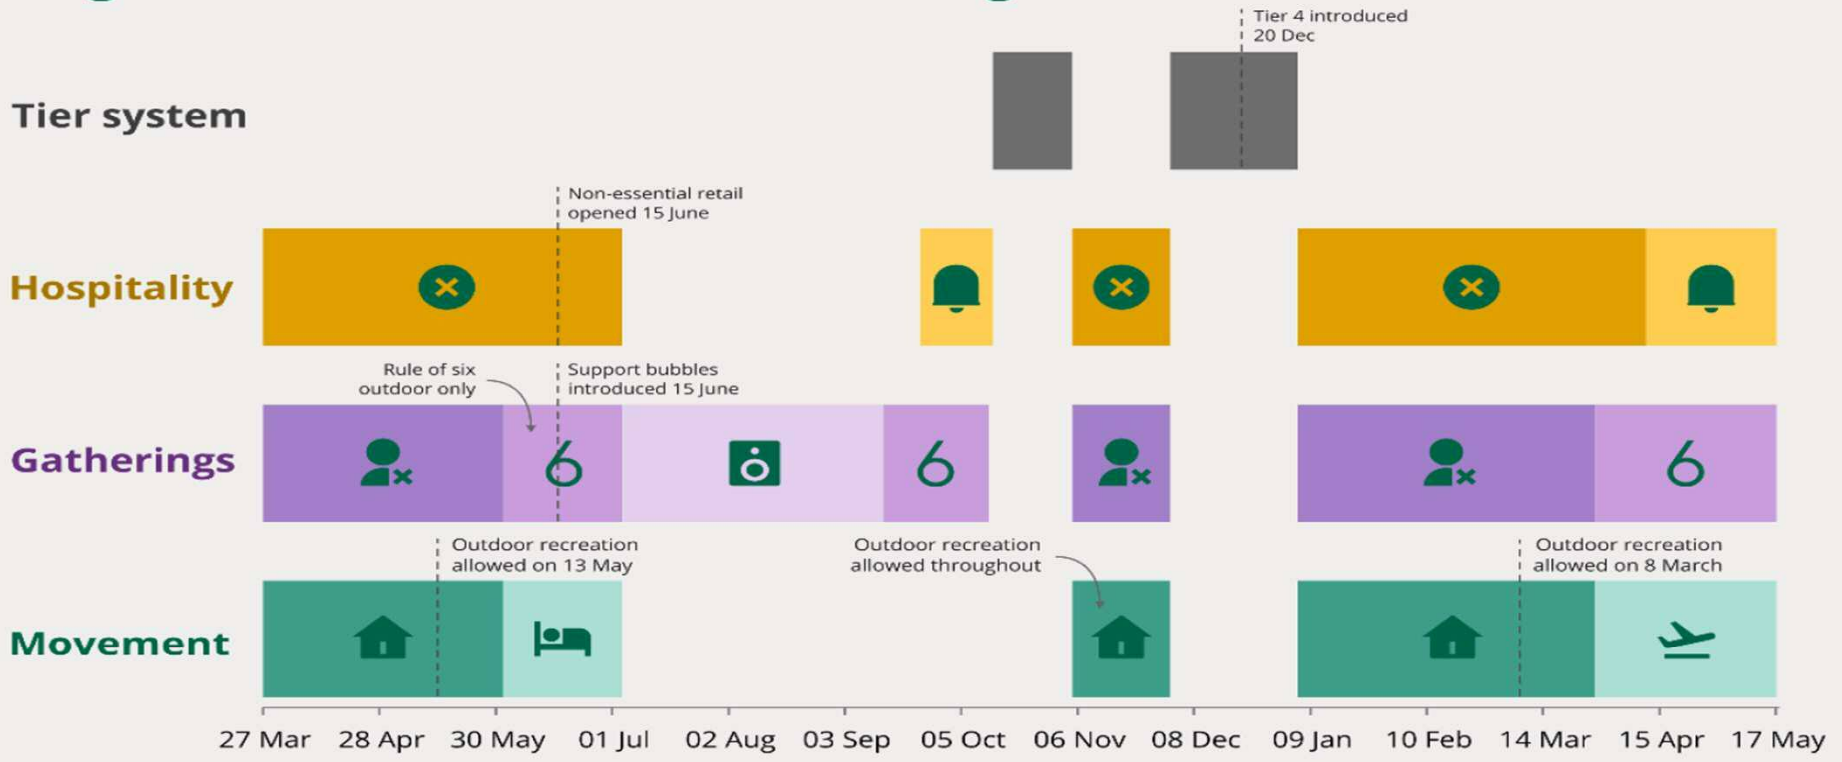 Tier 4 introduced
20 Dec
Tier system
Non-essential retail
opened 15 June
Hospitality
Rule of six
outdoor only
Support bubbles
introduced 15 June
Gatherings
6
6
6
Outdoor recreation
allowed on 13 May
Outdoor recreation
allowed throughout
Outdoor recreation
allowed on 8 March
Movement
27 Mar 28 Apr 30 May 01 Jul 02 Aug 03 Sep 05 Oct 06 Nov 08 Dec 09 Jan 10 Feb 14 Mar 15 Apr 17 May